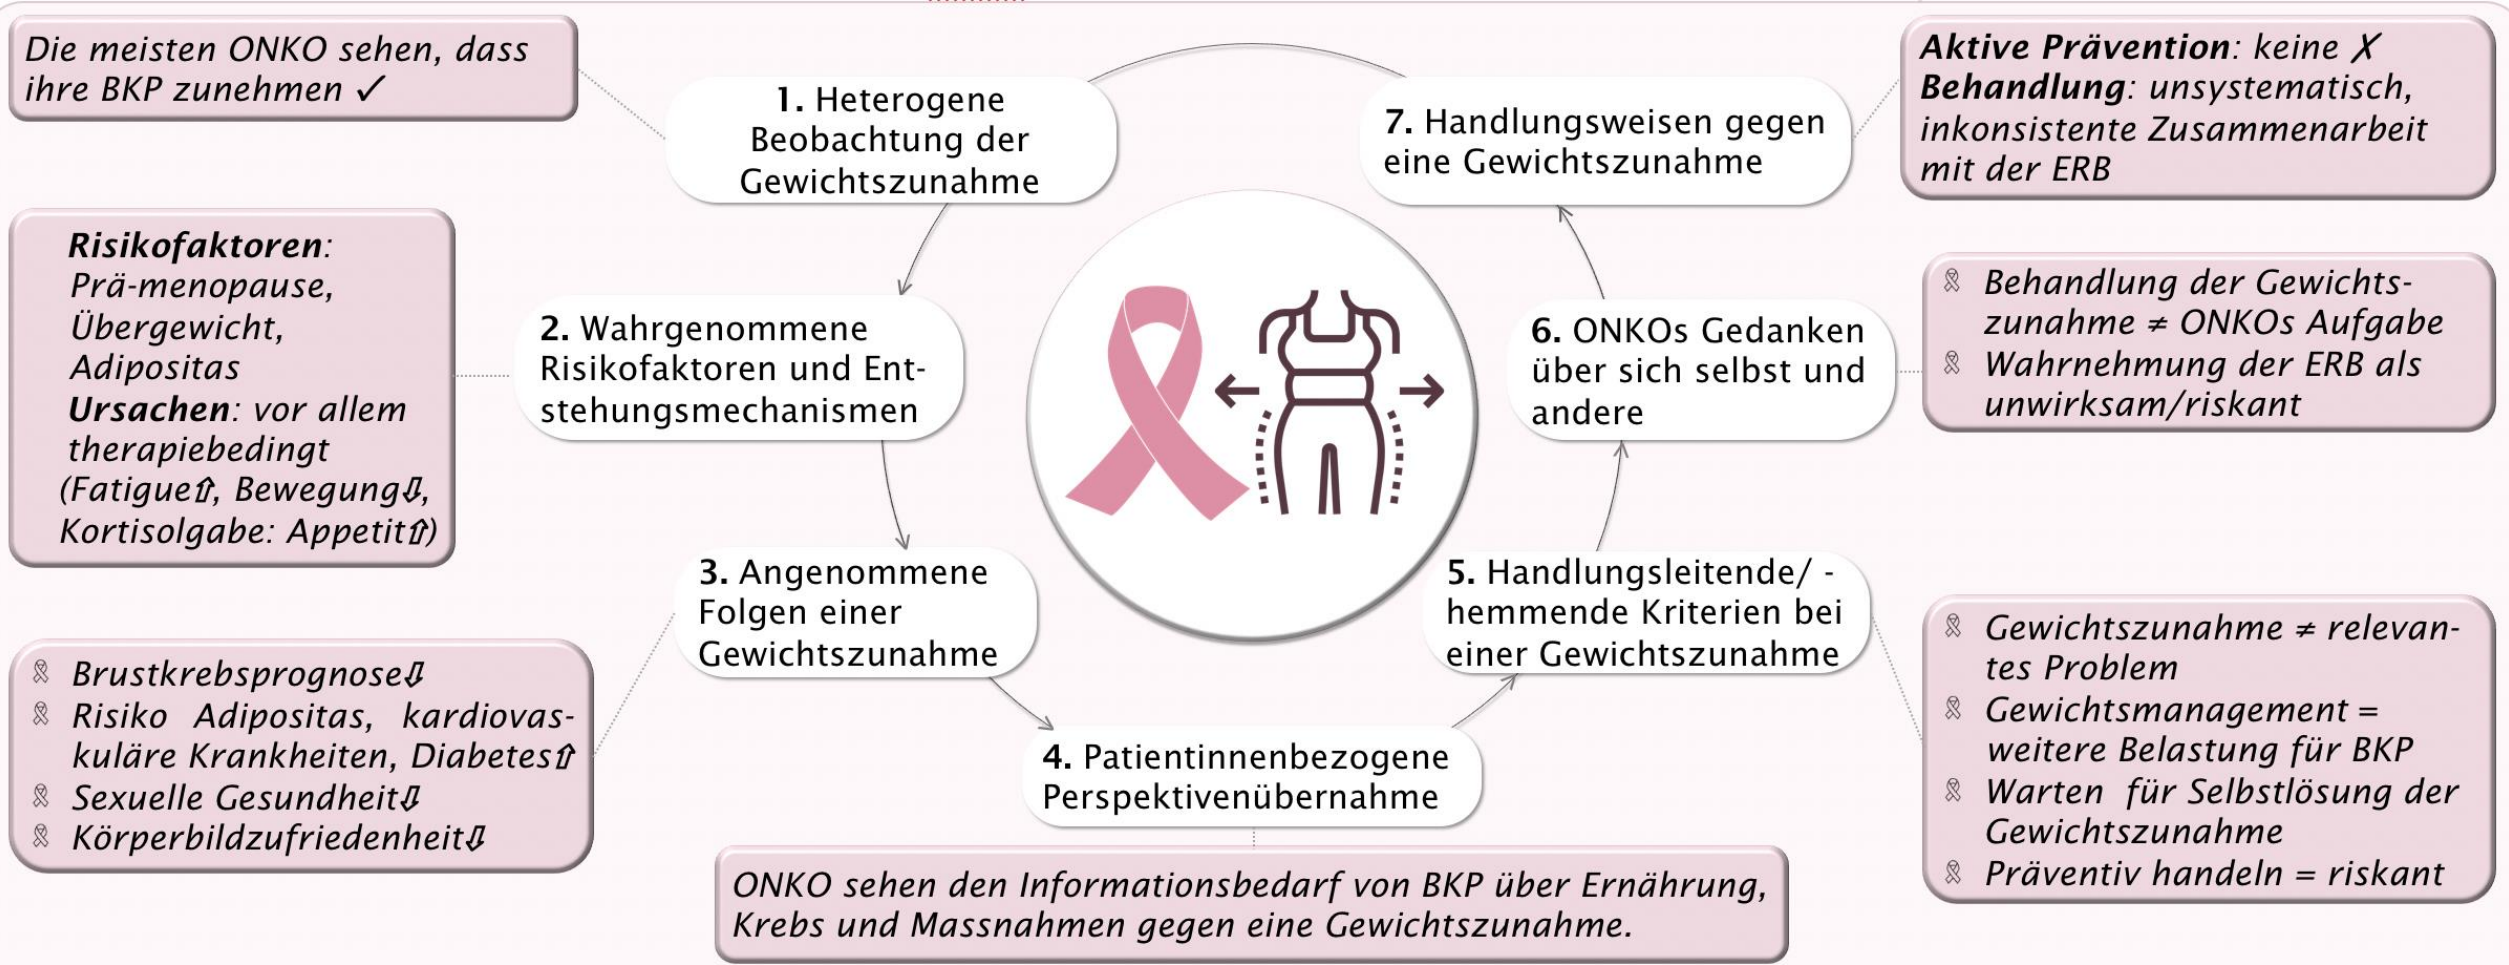 Die meisten ONKO sehen, dass
ihre BKP zunehmen ✓
1. Heterogene
Beobachtung der
Gewichtszunahme
Risikofaktoren:
Prä-menopause,
Übergewicht,
Adipositas
Ursachen: vor allem
therapiebedingt
(Fatigue⇧, Bewegung⇩,
Kortisolgabe: Appetit⇧)
2. Wahrgenommene
Risikofaktoren und Ent-
stehungsmechanismen
3. Angenommene
Folgen einer
Gewichtszunahme
Brustkrebsprognose⇩
Risiko Adipositas, kardiovas-
kuläre Krankheiten, Diabetes⇧
Sexuelle Gesundheit⇩
Körperbildzufriedenheit⇩
4. Patientinnenbezogene
Perspektivenübernahme
ONKO sehen den Informationsbedarf von BKP über Ernährung,
Krebs und Massnahmen gegen eine Gewichtszunahme.
5. Handlungsleitende/ -
hemmende Kriterien bei
einer Gewichtszunahme
Gewichtszunahme ≠ relevan-
tes Problem
Gewichtsmanagement =
weitere Belastung für BKP
Warten für Selbstlösung der
Gewichtszunahme
Präventiv handeln = riskant
6. ONKOs Gedanken
über sich selbst und
andere
Behandlung der Gewichts-
zunahme ≠ ONKOs Aufgabe
Wahrnehmung der ERB als
unwirksam/riskant
7. Handlungsweisen gegen
eine Gewichtszunahme
Aktive Prävention: keine ✗
Behandlung: unsystematisch,
inkonsistente Zusammenarbeit
mit der ERB